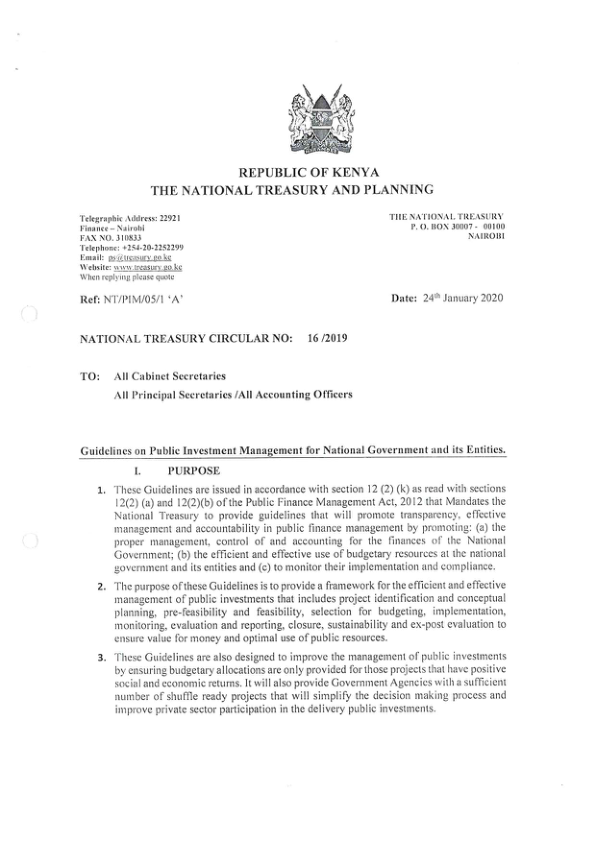 REPUBLIC OF KENYA
THE NATIONAL TREASURY AND PLANNING
Telegraphic Address: 22921
Finance – Nairobi
FAX NO. 310833
Telephone: +254-20-2252299
Email: ps@treasury.go.ke
Website: www.treasury.go.ke
When replying please quote
THE NATIONAL TREASURY
P. O. BOX 30007 - 00100
NAIROBI
Ref: NT/PIM/05/1 'A'
Date: 24th January 2020
NATIONAL TREASURY CIRCULAR NO: 16 /2019
TO: All Cabinet Secretaries
All Principal Secretaries /All Accounting Officers
Guidelines on Public Investment Management for National Government and its Entities.
I. PURPOSE
1. These Guidelines are issued in accordance with section 12 (2) (k) as read with sections
12(2) (a) and 12(2)(b) of the Public Finance Management Act, 2012 that Mandates the
National Treasury to provide guidelines that will promote transparency, effective
management and accountability in public finance management by promoting: (a) the
proper management, control of and accounting for the finances of the National
Government; (b) the efficient and effective use of budgetary resources at the national
government and its entities and (c) to monitor their implementation and compliance.
2. The purpose of these Guidelines is to provide a framework for the efficient and effective
management of public investments that includes project identification and conceptual
planning, pre-feasibility and feasibility, selection for budgeting, implementation,
monitoring, evaluation and reporting, closure, sustainability and ex-post evaluation to
ensure value for money and optimal use of public resources.
3. These Guidelines are also designed to improve the management of public investments
by ensuring budgetary allocations are only provided for those projects that have positive
social and economic returns. It will also provide Government Agencies with a sufficient
number of shuffle ready projects that will simplify the decision making process and
improve private sector participation in the delivery public investments.